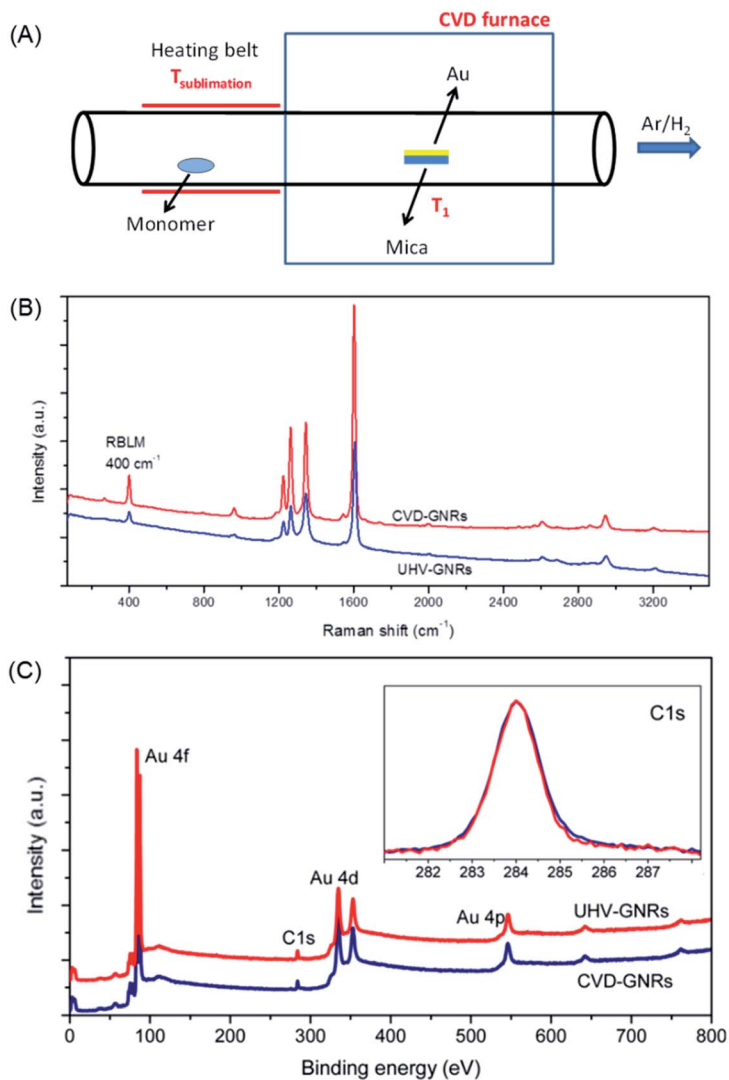 (A)
CVD furnace
Heating belt
T_sublimation
Au
Ar/H₂
Monomer
T₁
Mica
(B)
Intensity (a.u.)
RBLM
400 cm⁻¹
CVD-GNRs
UHV-GNRs
400 800 1200 1600 2000 2400 2800 3200
Raman shift (cm⁻¹)
(C)
Intensity (a.u.)
Au 4f
C1s
Au 4d
Au 4p
UHV-GNRs
CVD-GNRs
C1s
282 283 284 285 286 287
0 100 200 300 400 500 600 700 800
Binding energy (eV)